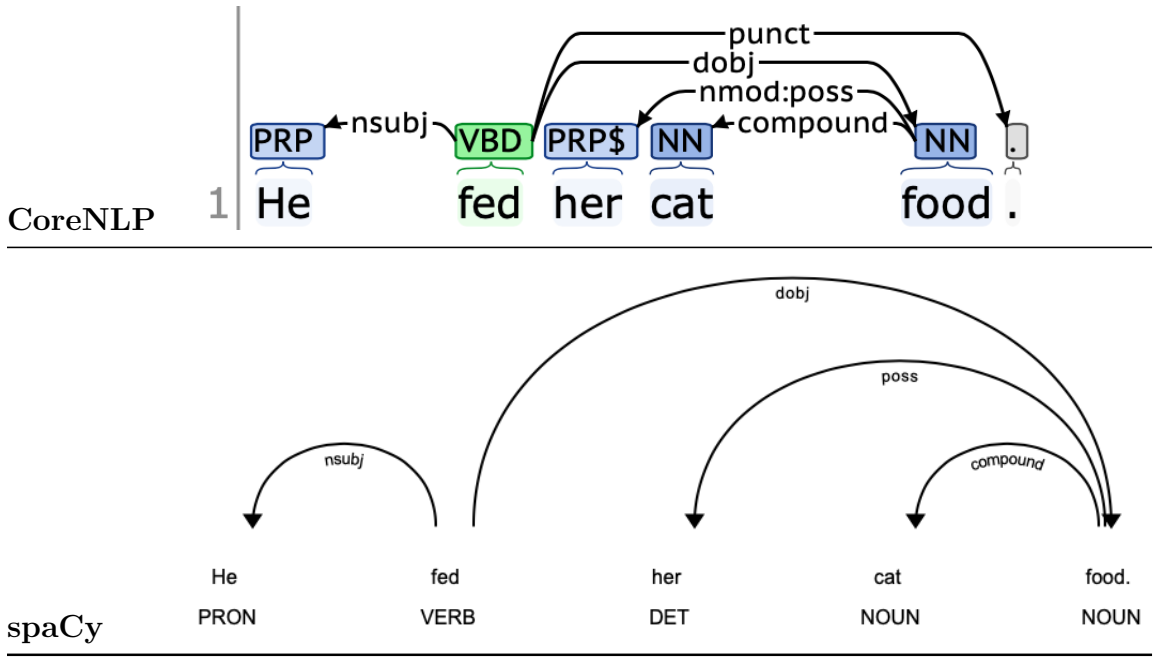 punct
dobj
nmod:poss
PRP nsubj VBD PRP$ NN compound NN .
1 He fed her cat food .
CoreNLP
dobj
poss
nsubj compound
He fed her cat food.
PRON VERB DET NOUN NOUN
spaCy